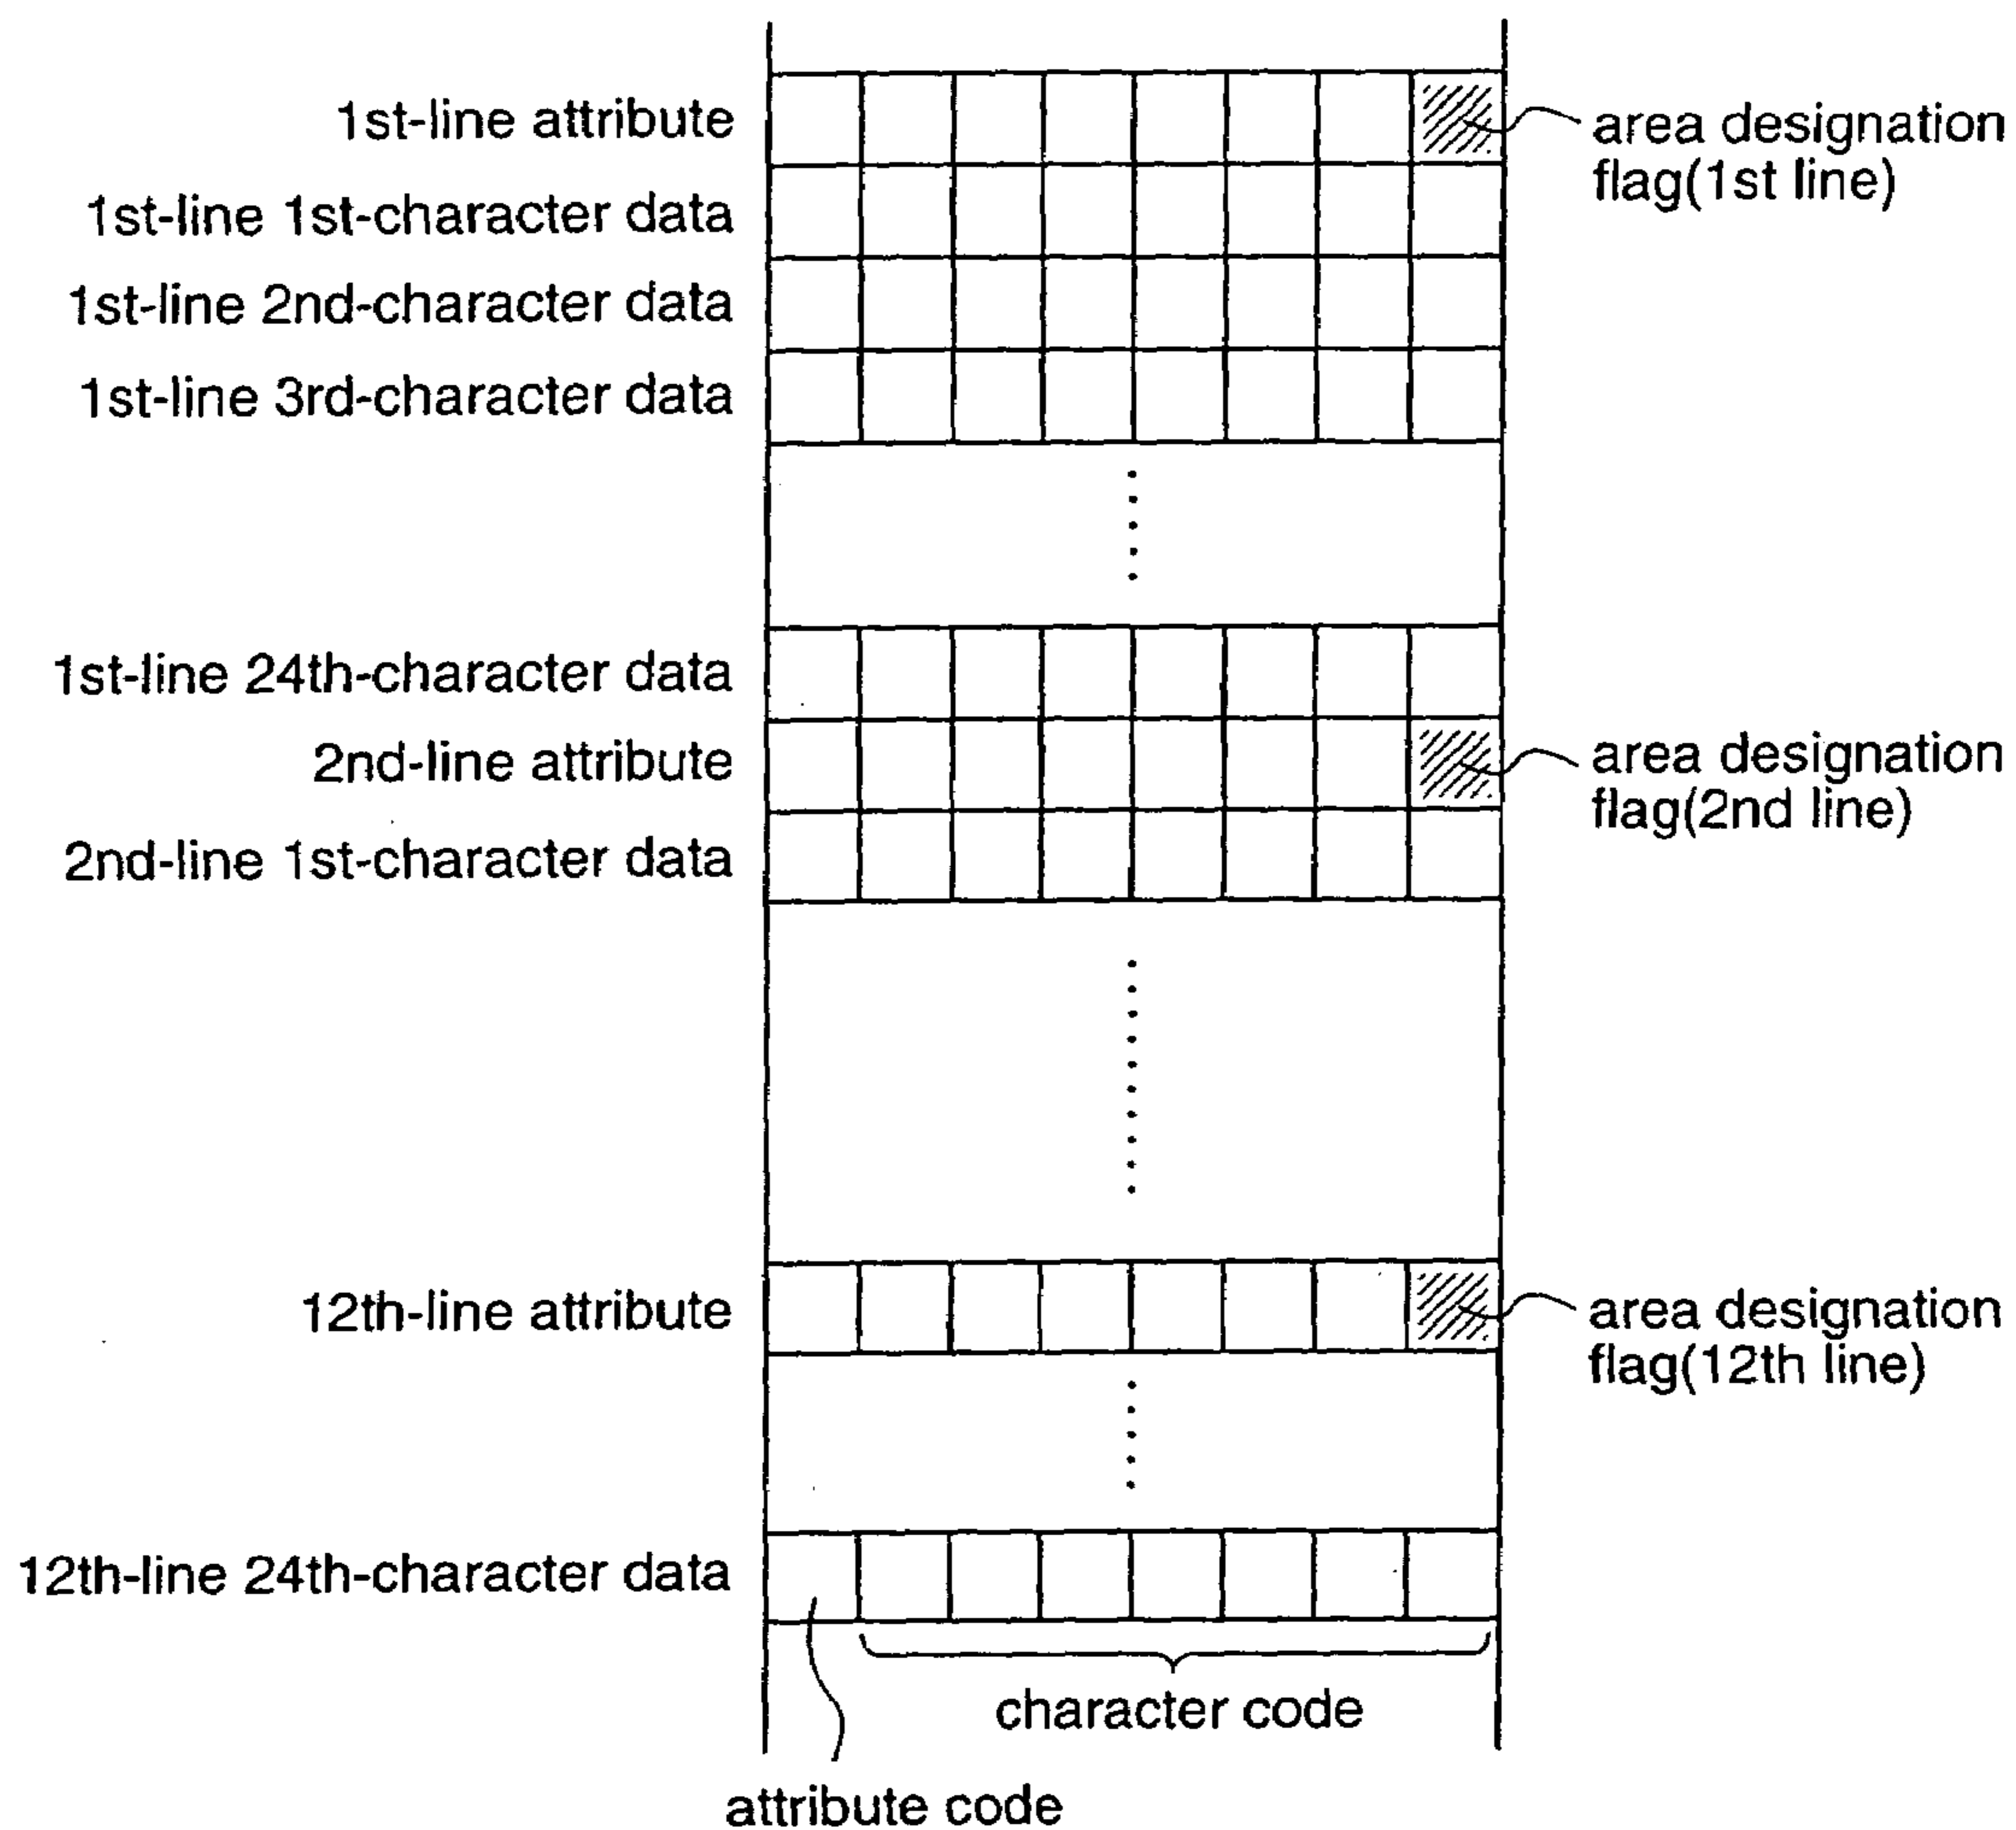 1st-line attribute
area designation
flag(1st line)
1st-line 1st-character data
1st-line 2nd-character data
1st-line 3rd-character data
1st-line 24th-character data
2nd-line attribute
area designation
flag(2nd line)
2nd-line 1st-character data
12th-line attribute
area designation
flag(12th line)
12th-line 24th-character data
character code
attribute code